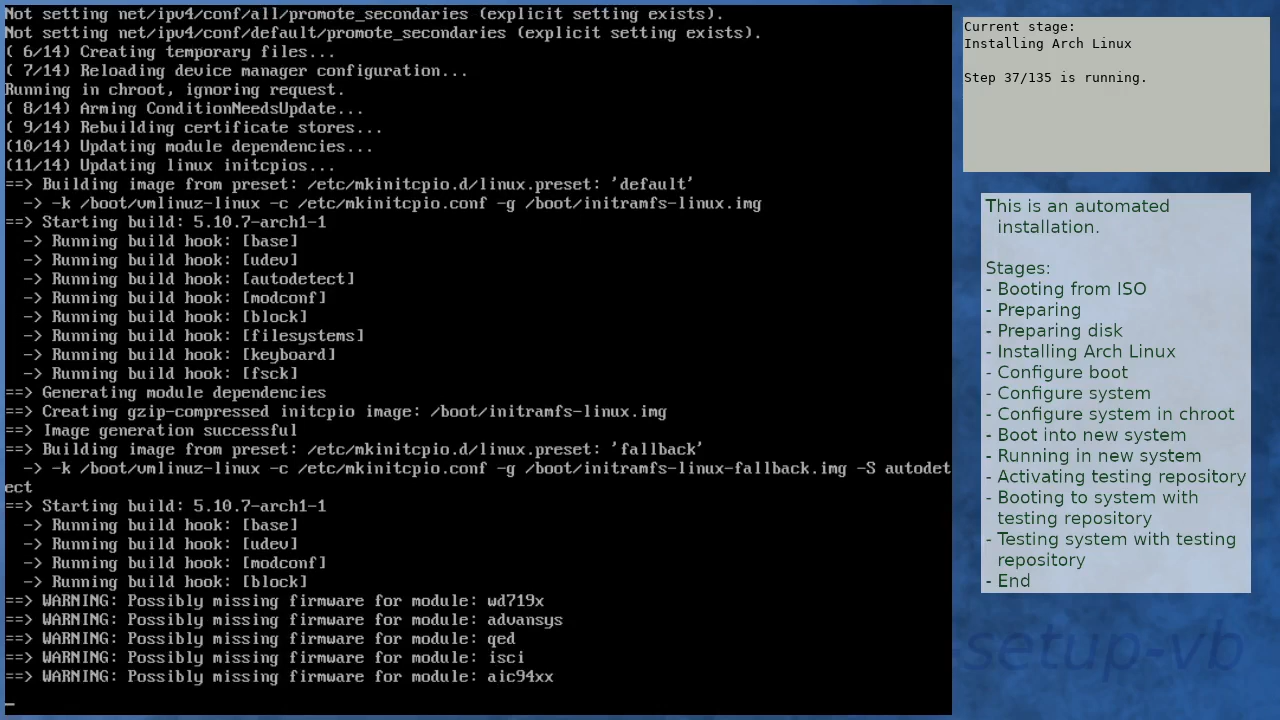 Not setting net/ipv4/conf/all/promote_secondaries (explicit setting exists).
Not setting net/ipv4/conf/default/promote_secondaries (explicit setting exists).
( 6/14) Creating temporary files...
( 7/14) Reloading device manager configuration...
Running in chroot, ignoring request.
( 8/14) Arming ConditionNeedsUpdate...
( 9/14) Rebuilding certificate stores...
(10/14) Updating module dependencies...
(11/14) Updating linux initcpios...
==> Building image from preset: /etc/mkinitcpio.d/linux.preset: 'default'
  -> -k /boot/vmlinuz-linux -c /etc/mkinitcpio.conf -g /boot/initramfs-linux.img
==> Starting build: 5.10.7-arch1-1
  -> Running build hook: [base]
  -> Running build hook: [udev]
  -> Running build hook: [autodetect]
  -> Running build hook: [modconf]
  -> Running build hook: [block]
  -> Running build hook: [filesystems]
  -> Running build hook: [keyboard]
  -> Running build hook: [fsck]
==> Generating module dependencies
==> Creating gzip-compressed initcpio image: /boot/initramfs-linux.img
==> Image generation successful
==> Building image from preset: /etc/mkinitcpio.d/linux.preset: 'fallback'
  -> -k /boot/vmlinuz-linux -c /etc/mkinitcpio.conf -g /boot/initramfs-linux-fallback.img -S autodet
ect
==> Starting build: 5.10.7-arch1-1
  -> Running build hook: [base]
  -> Running build hook: [udev]
  -> Running build hook: [modconf]
  -> Running build hook: [block]
==> WARNING: Possibly missing firmware for module: wd719x
==> WARNING: Possibly missing firmware for module: advansys
==> WARNING: Possibly missing firmware for module: qed
==> WARNING: Possibly missing firmware for module: isci
==> WARNING: Possibly missing firmware for module: aic94xx
Current stage:
Installing Arch Linux
Step 37/135 is running.
This is an automated
installation.
Stages:
- Booting from ISO
- Preparing
- Preparing disk
- Installing Arch Linux
- Configure boot
- Configure system
- Configure system in chroot
- Boot into new system
- Running in new system
- Activating testing repository
- Booting to system with
testing repository
- Testing system with testing
repository
- End
setup-vb